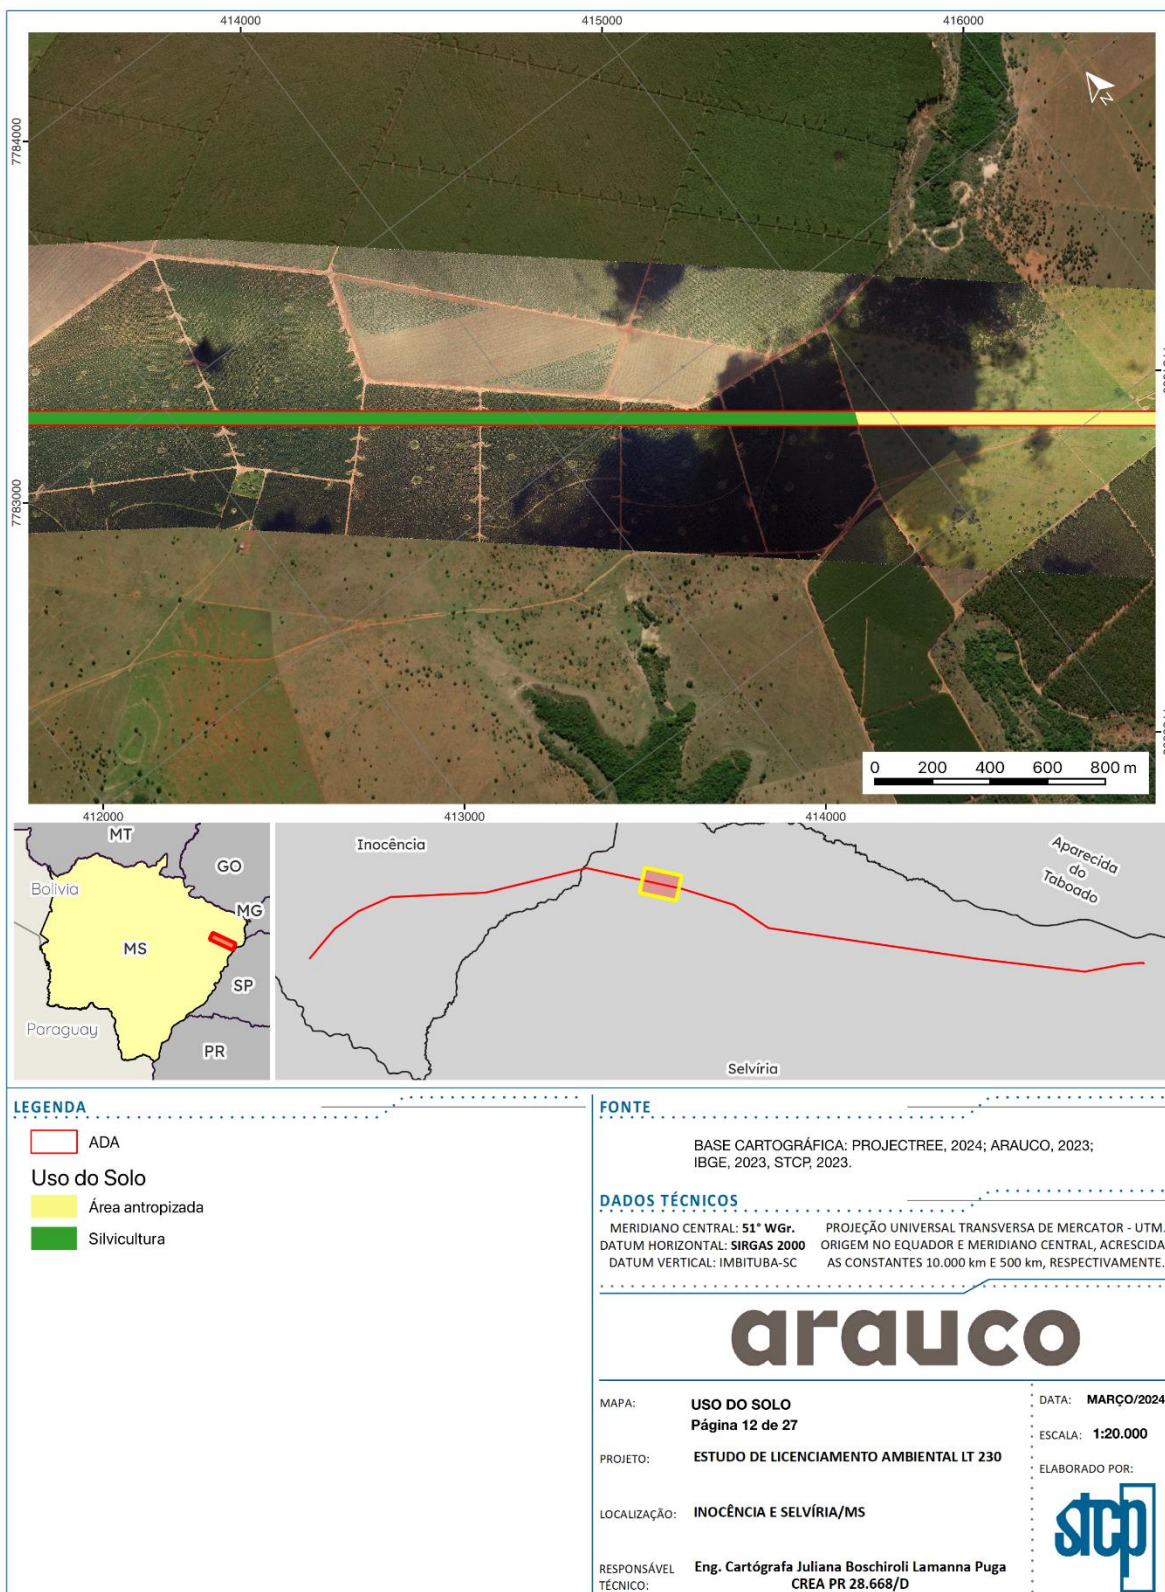 414000
415000
416000
7784000
7783000
N
0 200 400 600 800 m
412000
413000
414000
MT
GO
Bolivia
MG
MS
SP
Paraguay
PR
Inocência
Aparecida
do
Taboado
Selvíria
LEGENDA
ADA
Uso do Solo
Área antropizada
Silvicultura
FONTE
BASE CARTOGRÁFICA: PROJECTREE, 2024; ARAUCO, 2023;
IBGE, 2023, STCP, 2023.
DADOS TÉCNICOS
MERIDIANO CENTRAL: 51° WGr.
DATUM HORIZONTAL: SIRGAS 2000
DATUM VERTICAL: IMBITUBA-SC
PROJEÇÃO UNIVERSAL TRANSVERSA DE MERCATOR - UTM.
ORIGEM NO EQUADOR E MERIDIANO CENTRAL, ACRESCIDA
AS CONSTANTES 10.000 km E 500 km, RESPECTIVAMENTE.
arauco
MAPA: USO DO SOLO
Página 12 de 27
PROJETO: ESTUDO DE LICENCIAMENTO AMBIENTAL LT 230
LOCALIZAÇÃO: INOCÊNCIA E SELVÍRIA/MS
RESPONSÁVEL TÉCNICO: Eng. Cartógrafa Juliana Boschiroli Lamanna Puga
CREA PR 28.668/D
DATA: MARÇO/2024
ESCALA: 1:20.000
ELABORADO POR:
stcp